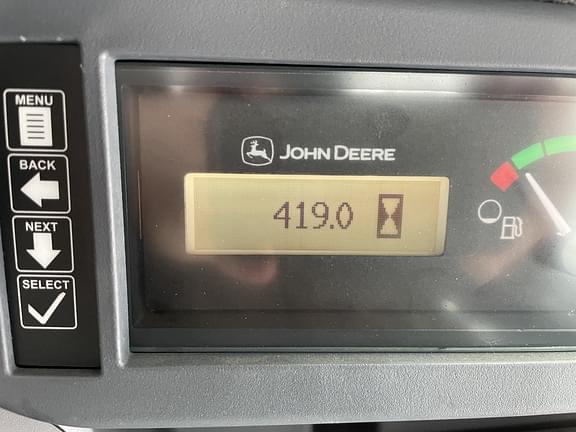 MENU
BACK
NEXT
SELECT
JOHN DEERE
419.0